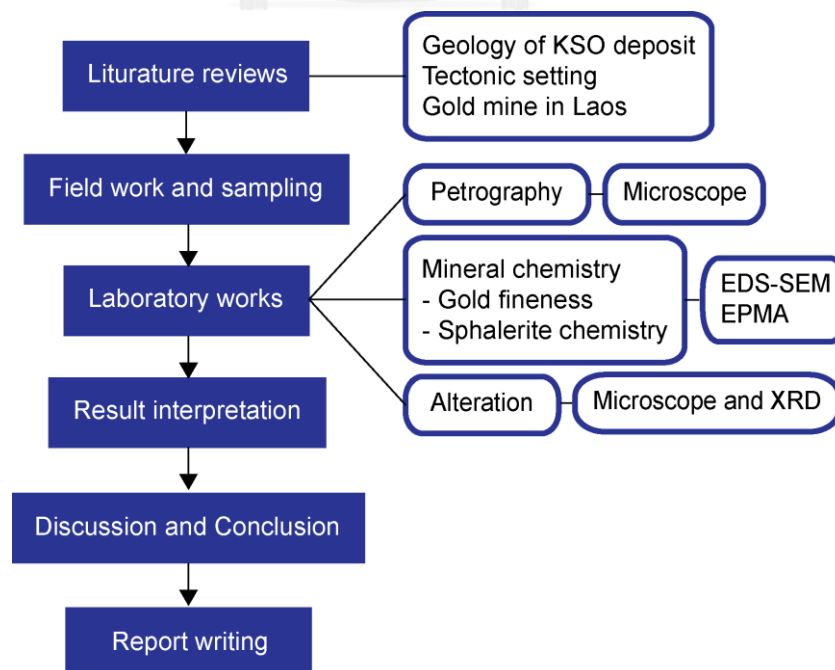 Liturature reviews
Geology of KSO deposit
Tectonic setting
Gold mine in Laos
Field work and sampling
Petrography
Microscope
Laboratory works
Mineral chemistry
- Gold fineness
- Sphalerite chemistry
EDS-SEM
EPMA
Result interpretation
Alteration
Microscope and XRD
Discussion and Conclusion
Report writing